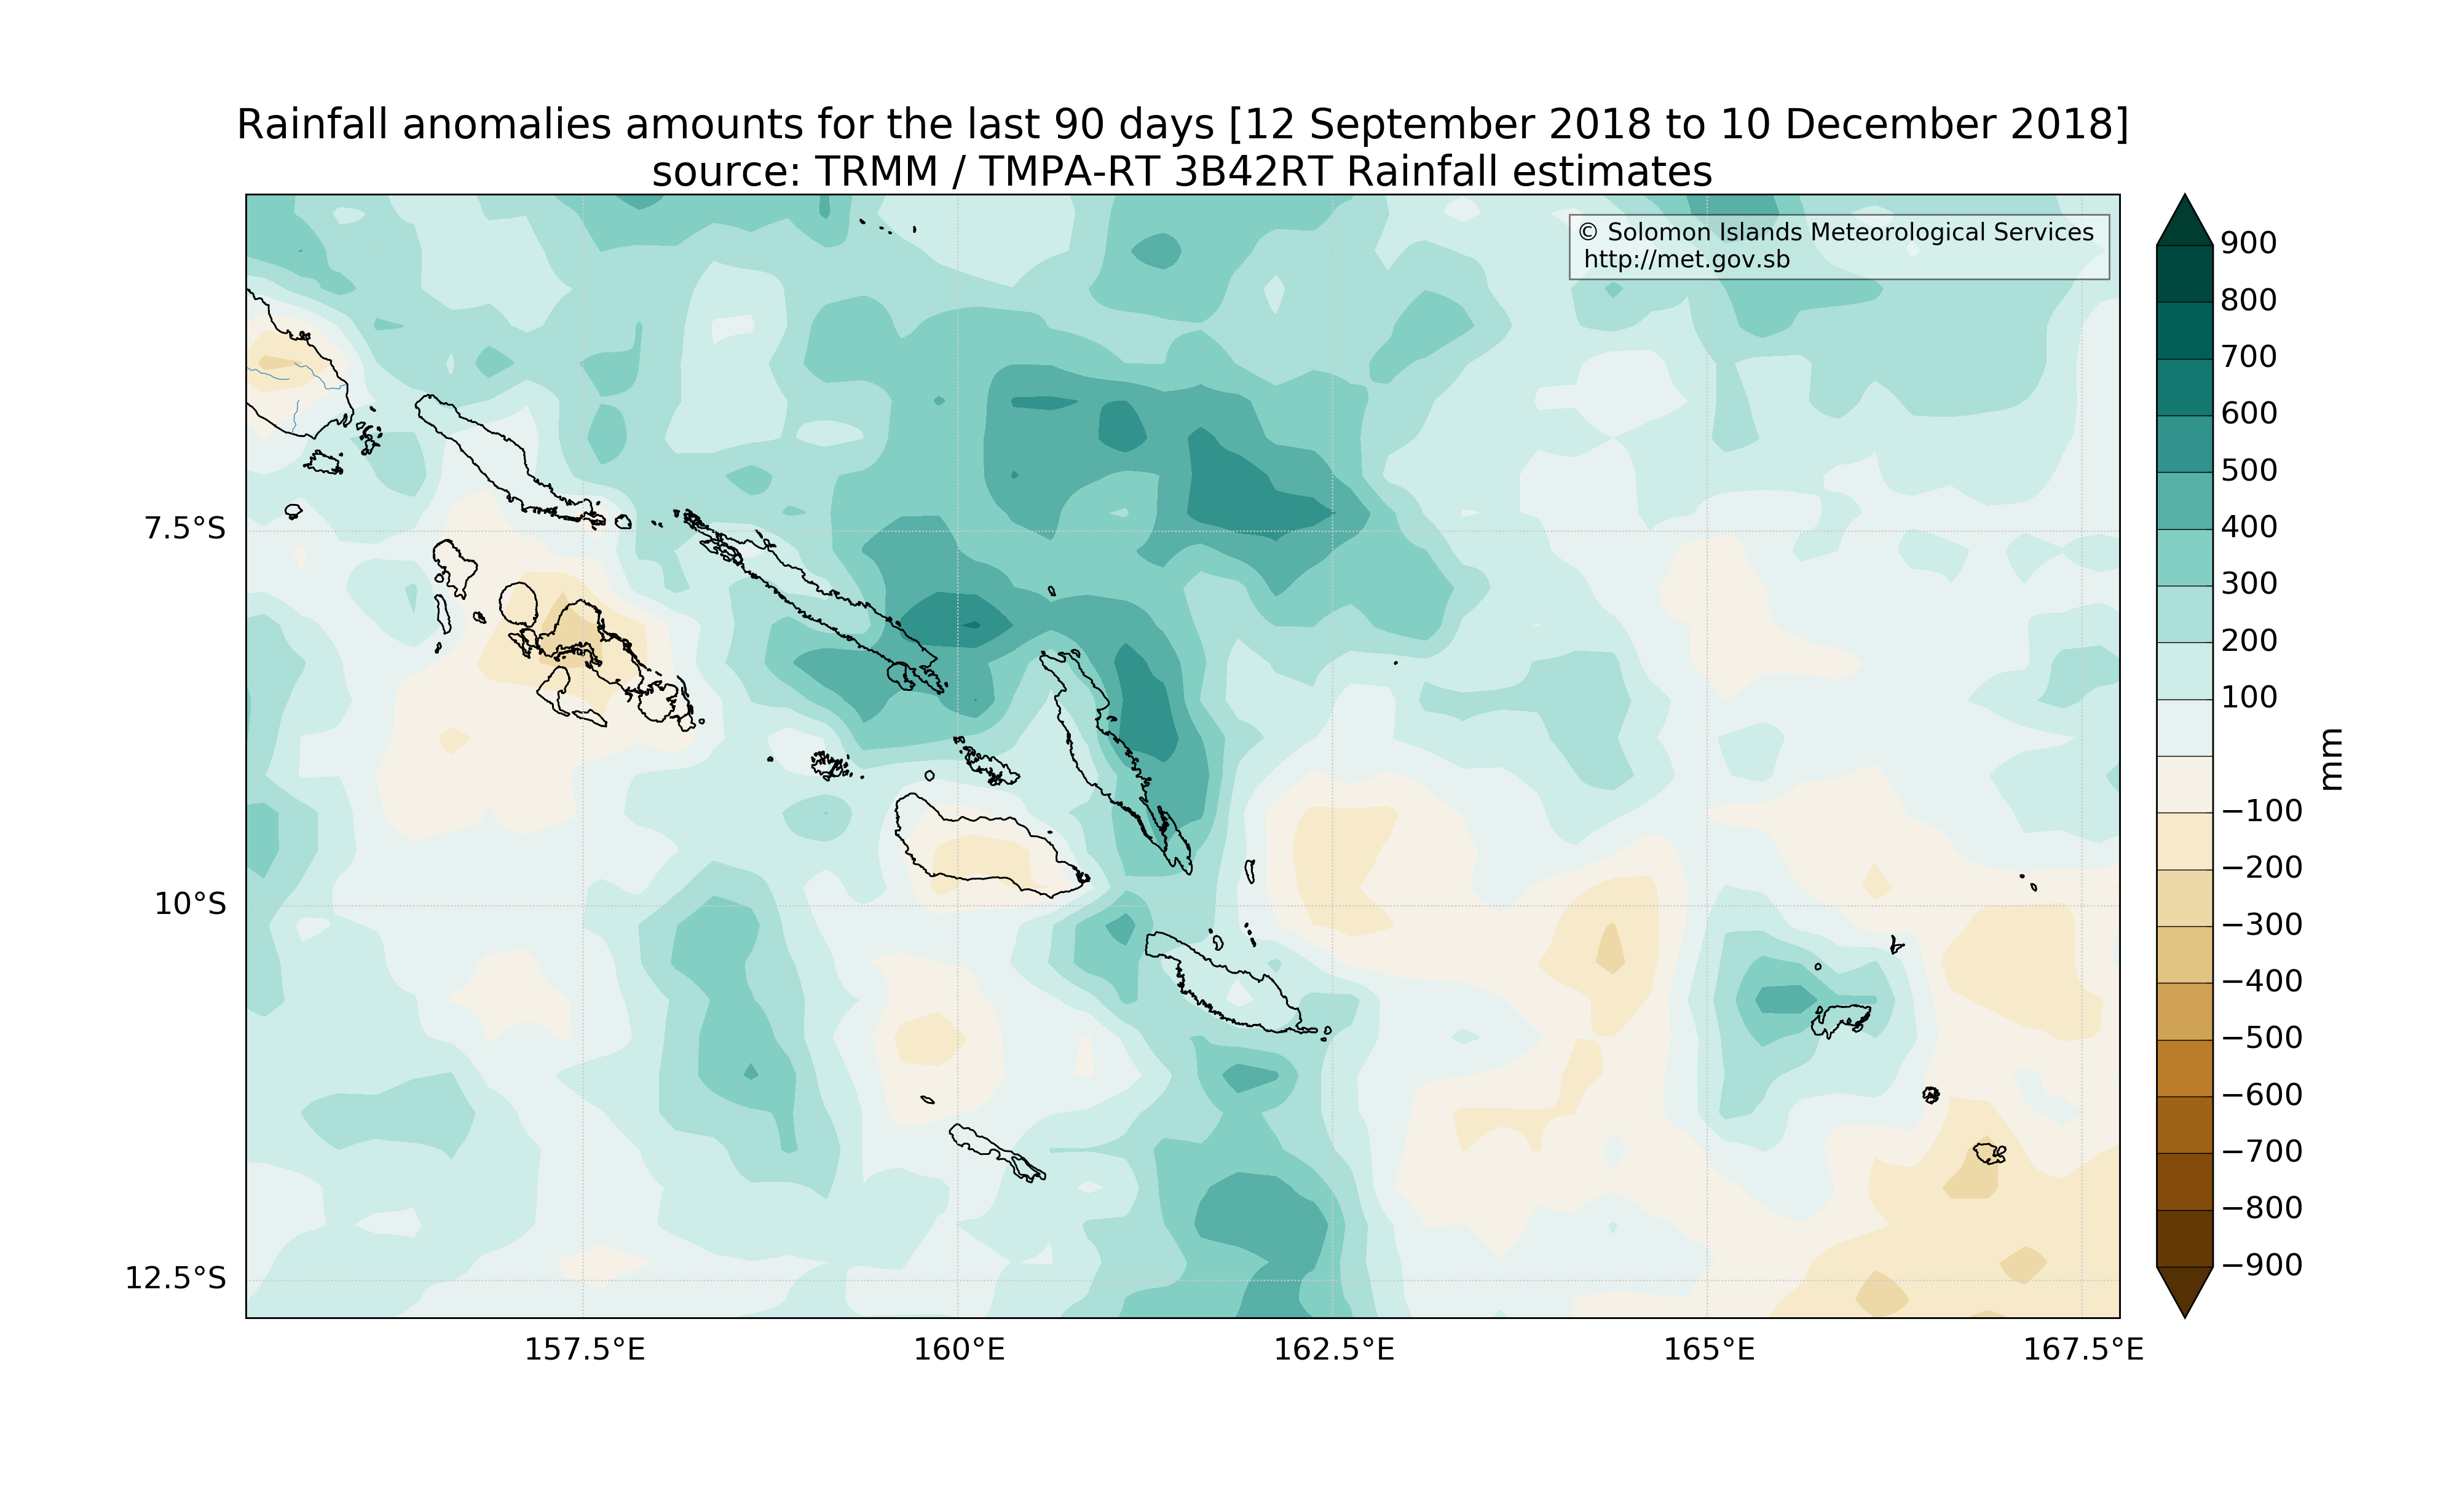 Rainfall anomalies amounts for the last 90 days [12 September 2018 to 10 December 2018]
source: TRMM / TMPA-RT 3B42RT Rainfall estimates
© Solomon Islands Meteorological Services
http://met.gov.sb
7.5°S
10°S
12.5°S
157.5°E
160°E
162.5°E
165°E
167.5°E
900
800
700
600
500
400
300
200
100
−100
−200
−300
−400
−500
−600
−700
−800
−900
mm